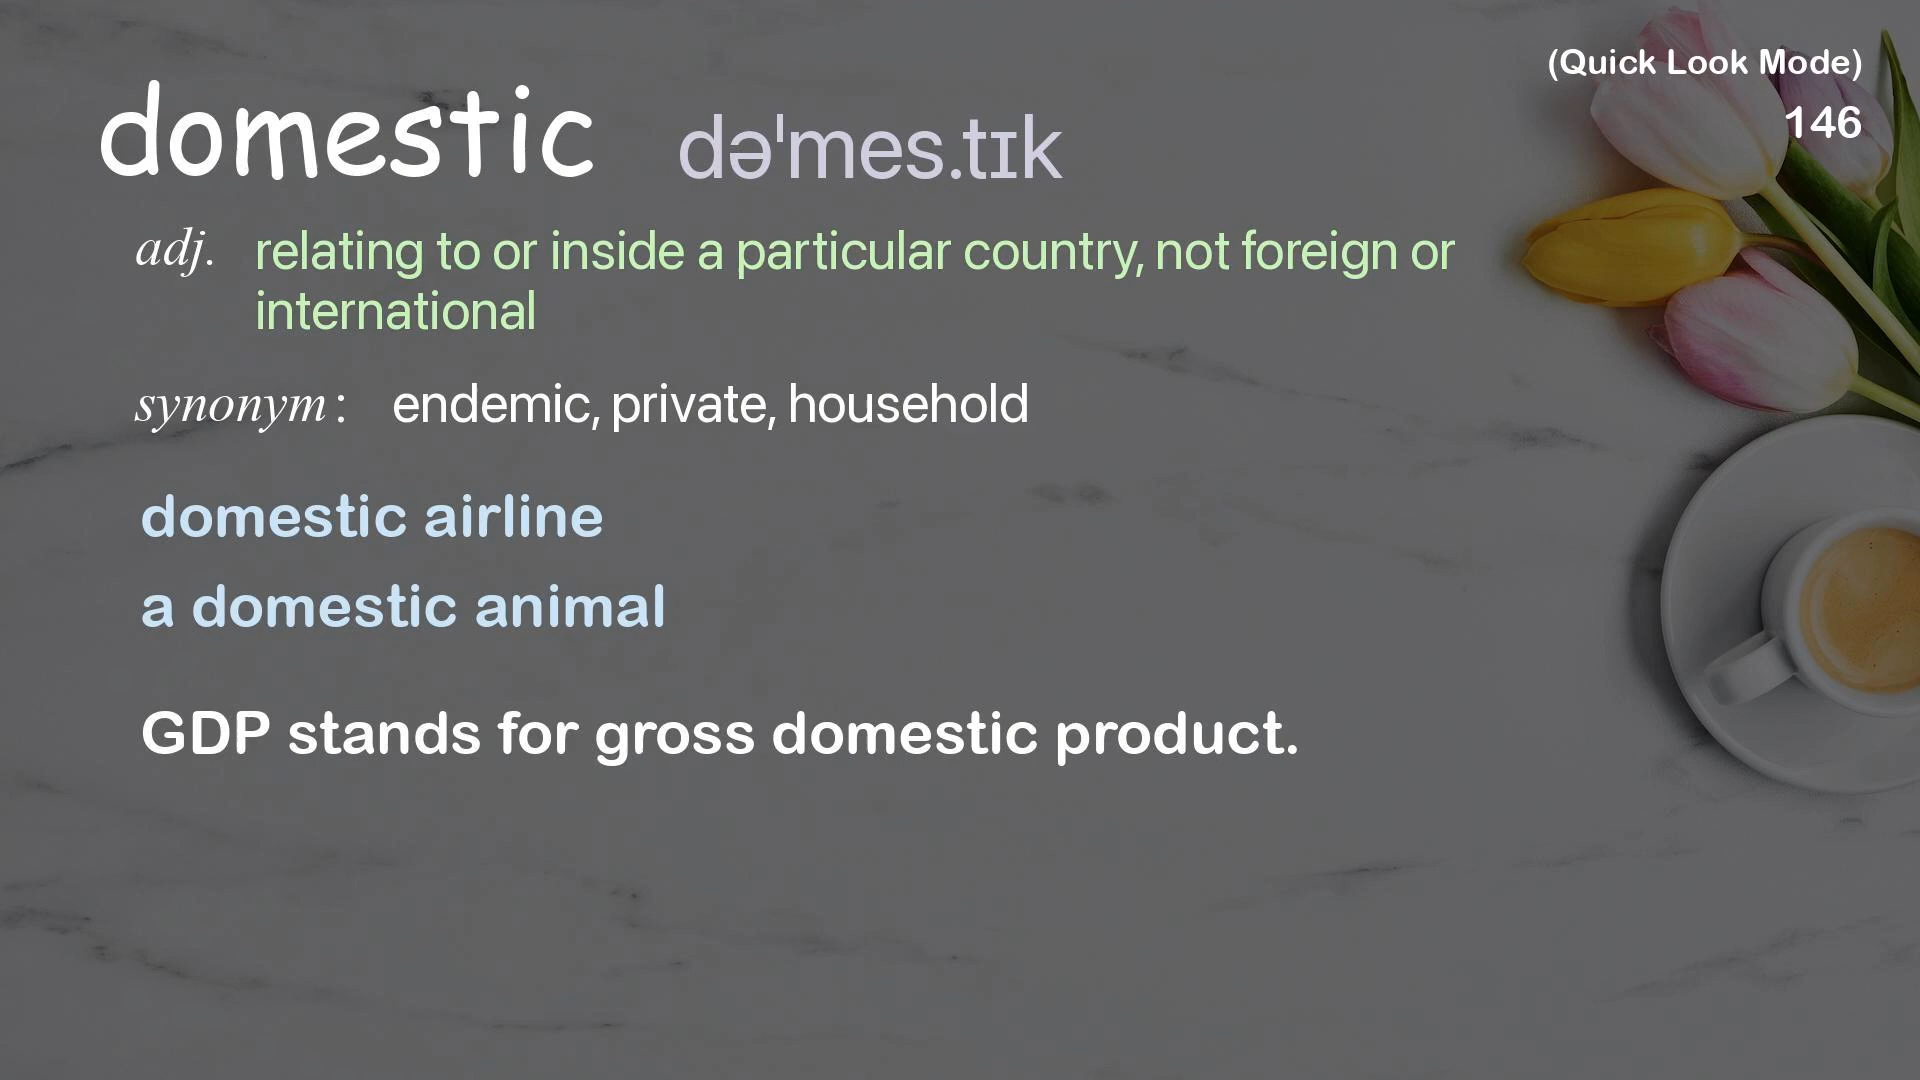 (Quick Look Mode)
146
domestic dəˈmes.tɪk
adj. relating to or inside a particular country, not foreign or
international
synonym: endemic, private, household
domestic airline
a domestic animal
GDP stands for gross domestic product.